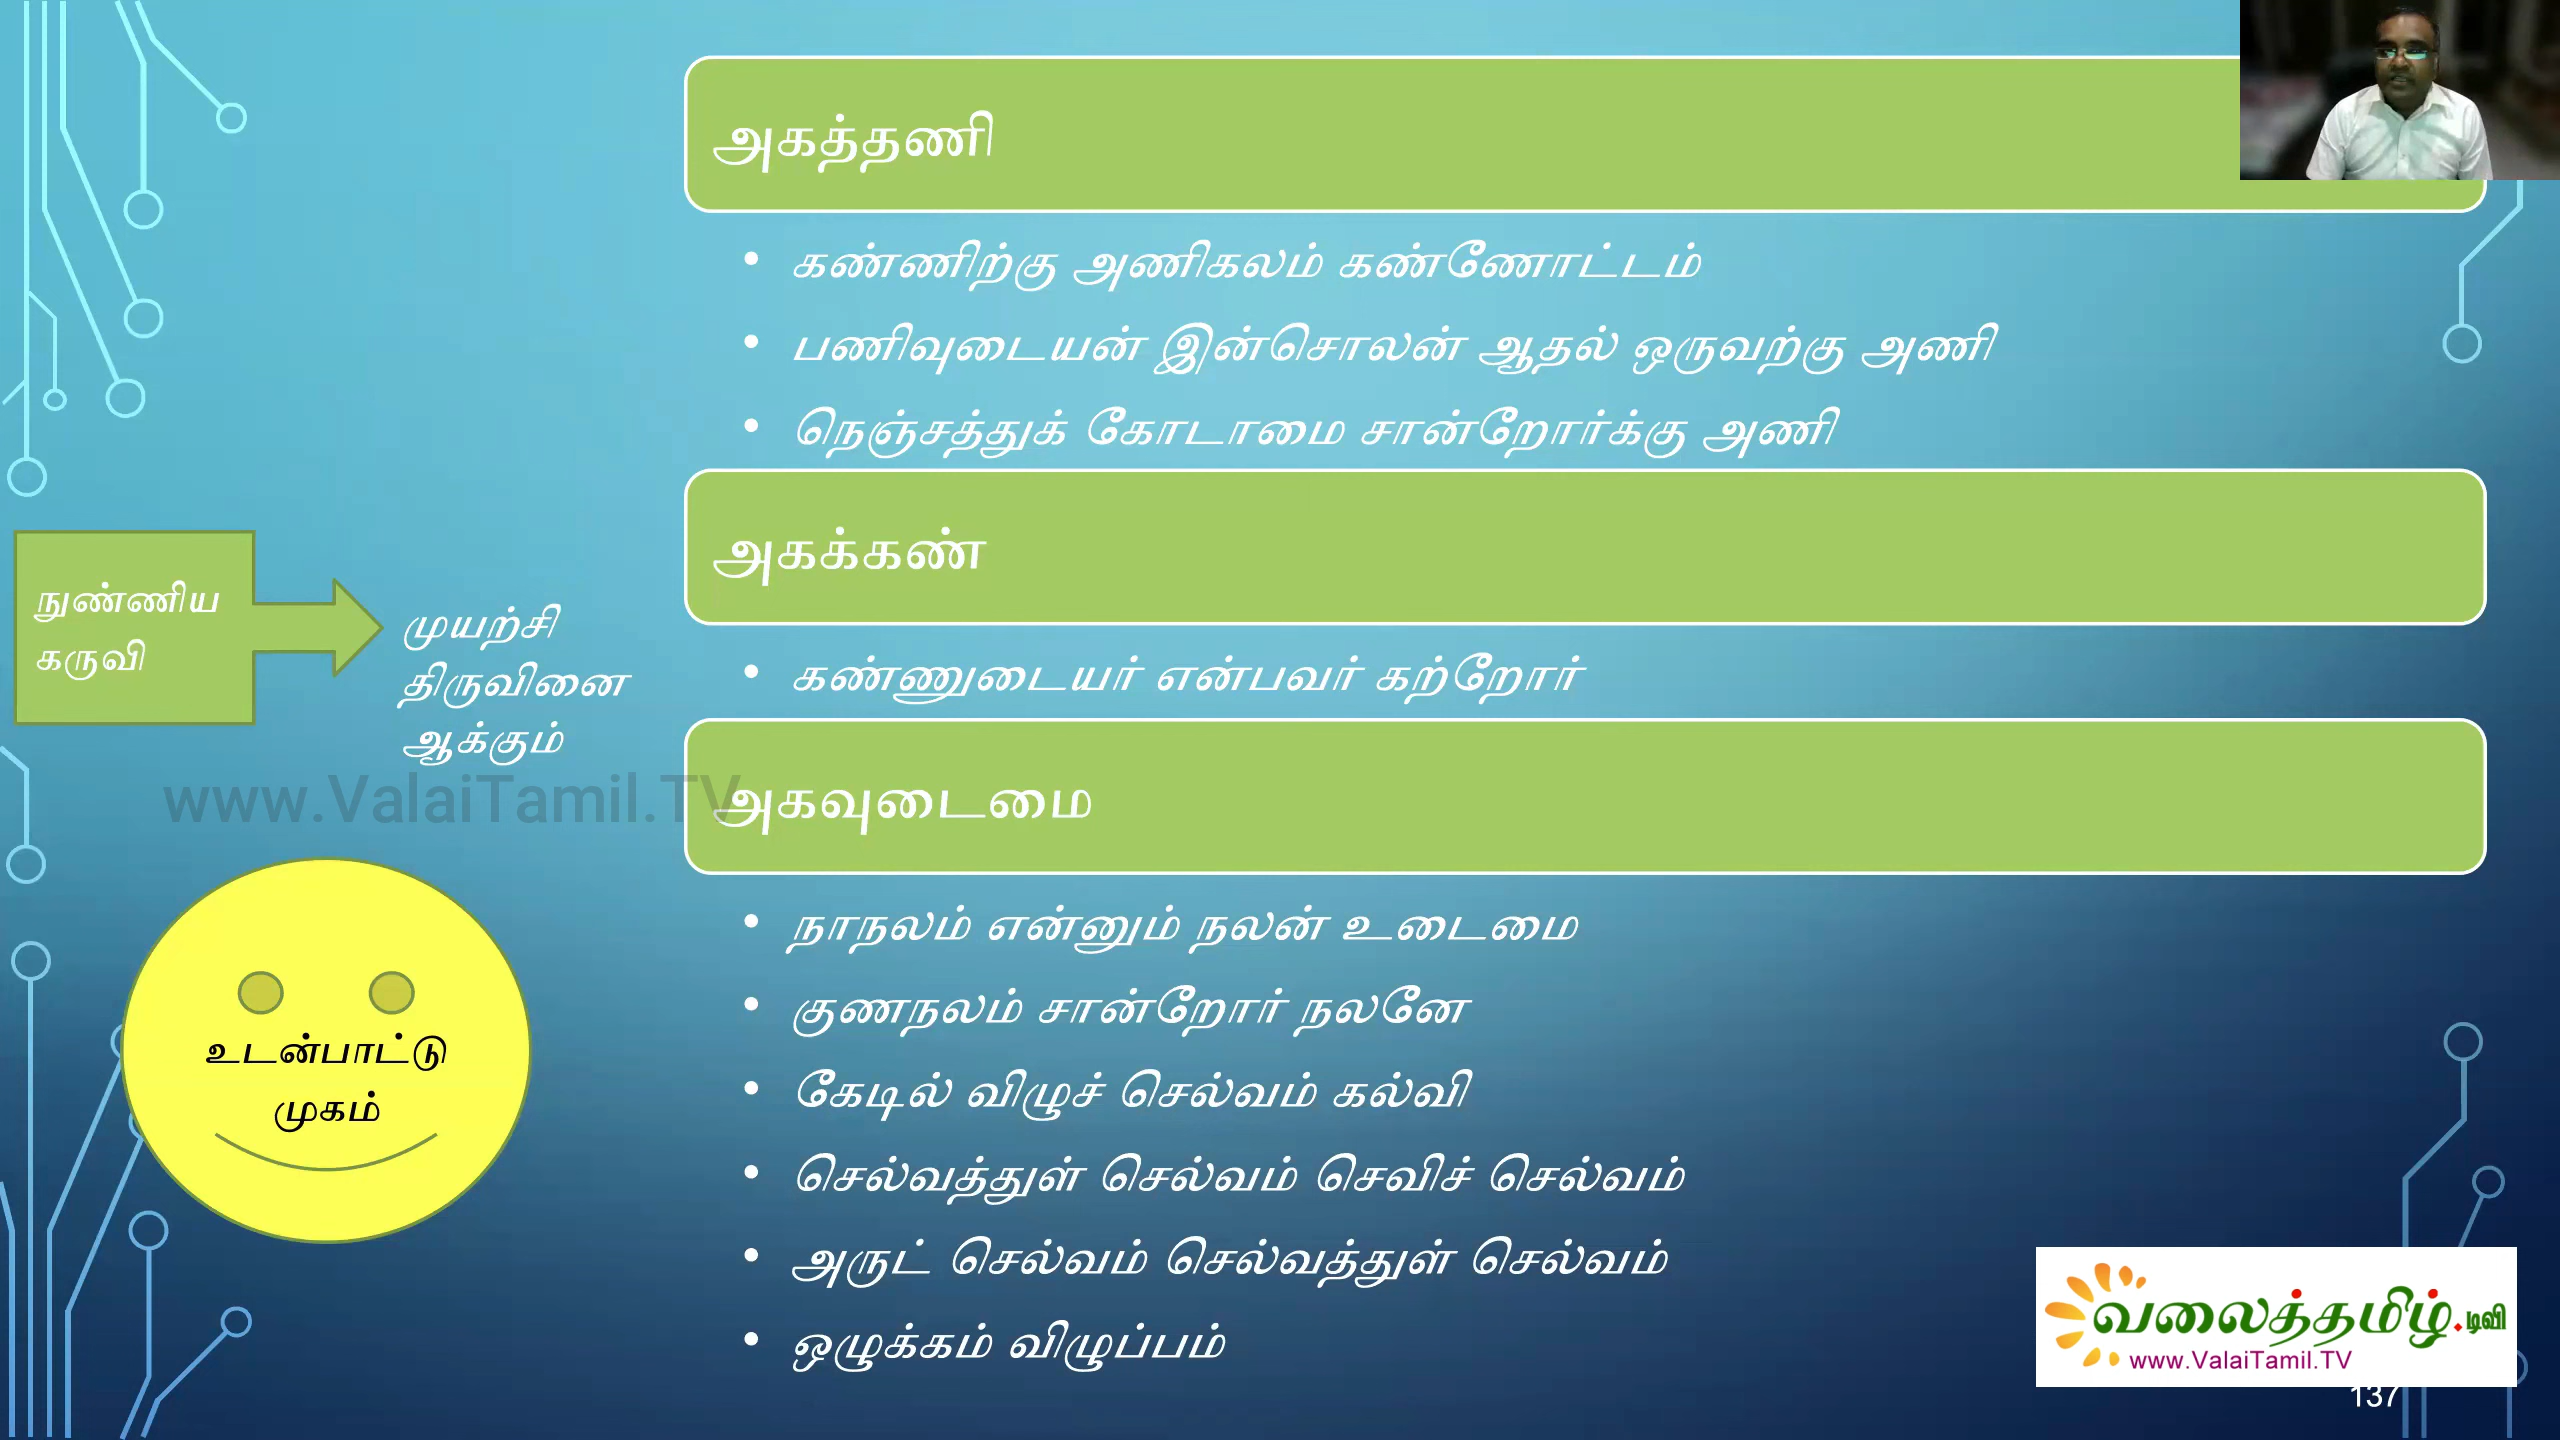 அகத்தணி
• கண்ணிற்கு அணிகலம் கண்ணோட்டம்
• பணிவுடையன் இன்சொலன் ஆதல் ஒருவற்கு அணி
• நெஞ்சத்துக் கோடாமை சான்றோர்க்கு அணி
அகக்கண்
• கண்ணுடையர் என்பவர் கற்றோர்
அகவுடைமை
• நாநலம் என்னும் நலன் உடைமை
• குணநலம் சான்றோர் நலனே
• கேடில் விழுச் செல்வம் கல்வி
• செல்வத்துள் செல்வம் செவிச் செல்வம்
• அருட் செல்வம் செல்வத்துள் செல்வம்
• ஒழுக்கம் விழுப்பம்
நுண்ணிய
கருவி
முயற்சி
திருவினை
ஆக்கும்
www.ValaiTamil.TV
உடன்பாட்டு
முகம்
வலைத்தமிழ்.டிவி
www.ValaiTamil.TV
137